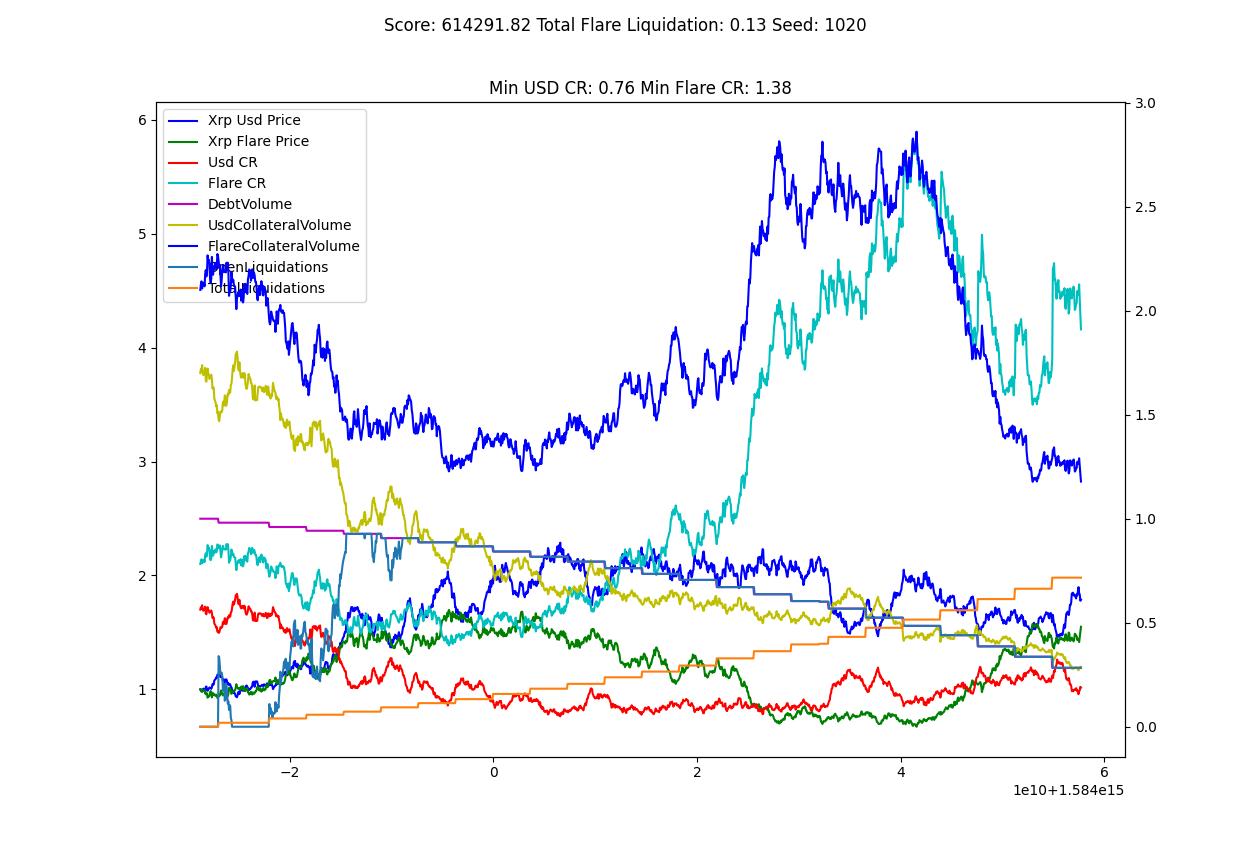 Score: 614291.82 Total Flare Liquidation: 0.13 Seed: 1020
Min USD CR: 0.76 Min Flare CR: 1.38
Xrp Usd Price
Xrp Flare Price
Usd CR
Flare CR
DebtVolume
UsdCollateralVolume
FlareCollateralVolume
OpenLiquidations
TotalLiquidations
6
5
4
3
2
1
3.0
2.5
2.0
1.5
1.0
0.5
0.0
−2
0
2
4
6
1e10+1.584e15